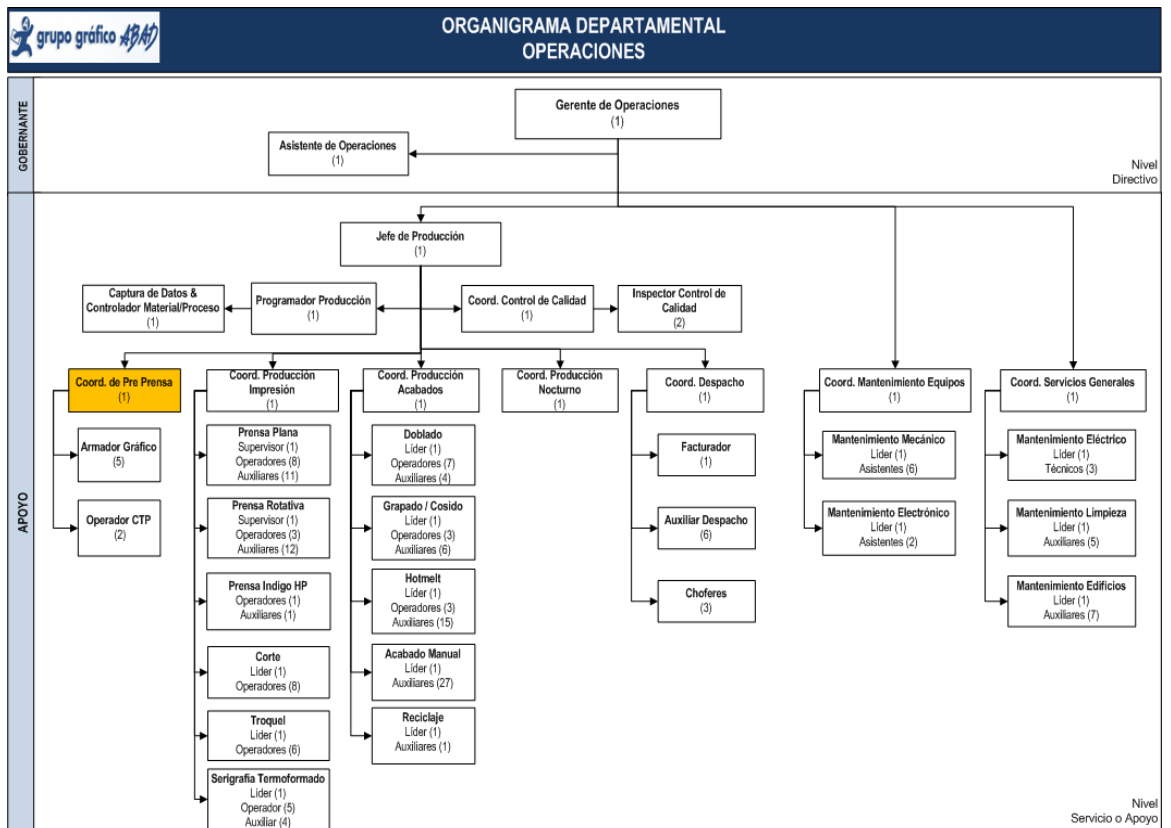 grupo gráfico ABAD
ORGANIGRAMA DEPARTAMENTAL
OPERACIONES
GOBERNANTE
Gerente de Operaciones
(1)
Asistente de Operaciones
(1)
Nivel
Directivo
APOYO
Jefe de Producción
(1)
Captura de Datos &
Controlador Material/Proceso
(1)
Programador Producción
(1)
Coord. Control de Calidad
(1)
Inspector Control de
Calidad
(2)
Coord. de Pre Prensa
(1)
Armador Gráfico
(5)
Operador CTP
(2)
Coord. Producción
Impresión
(1)
Prensa Plana
Supervisor (1)
Operadores (8)
Auxiliares (11)
Prensa Rotativa
Supervisor (1)
Operadores (3)
Auxiliares (12)
Prensa Indigo HP
Operadores (1)
Auxiliares (1)
Corte
Lider (1)
Operadores (8)
Troquel
Líder (1)
Operadores (6)
Serigrafía Termoformado
Lider (1)
Operador (5)
Auxiliar (4)
Coord. Producción
Acabados
(1)
Doblado
Líder (1)
Operadores (7)
Auxiliares (4)
Grapado / Cosido
Líder (1)
Operadores (3)
Auxiliares (6)
Hotmelt
Líder (1)
Operadores (3)
Auxiliares (15)
Acabado Manual
Líder (1)
Auxiliares (27)
Reciclaje
Líder (1)
Auxiliares (1)
Coord. Producción
Nocturno
(1)
Coord. Despacho
(1)
Facturador
(1)
Auxiliar Despacho
(6)
Choferes
(3)
Coord. Mantenimiento Equipos
(1)
Mantenimiento Mecánico
Líder (1)
Asistentes (6)
Mantenimiento Electrónico
Líder (1)
Asistentes (2)
Coord. Servicios Generales
(1)
Mantenimiento Eléctrico
Líder (1)
Técnicos (3)
Mantenimiento Limpieza
Líder (1)
Auxiliares (5)
Mantenimiento Edificios
Líder (1)
Auxiliares (7)
Nivel
Servicio o Apoyo